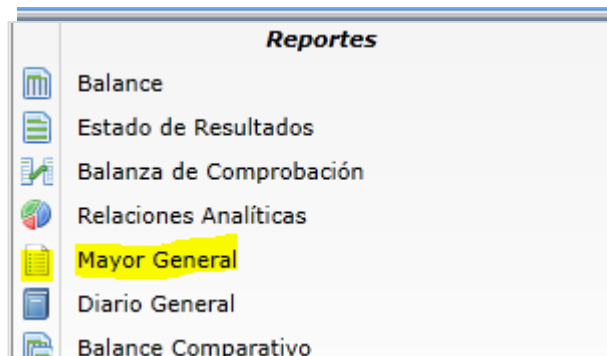 Reportes
Balance
Estado de Resultados
Balanza de Comprobación
Relaciones Analíticas
Mayor General
Diario General
Balance Comparativo